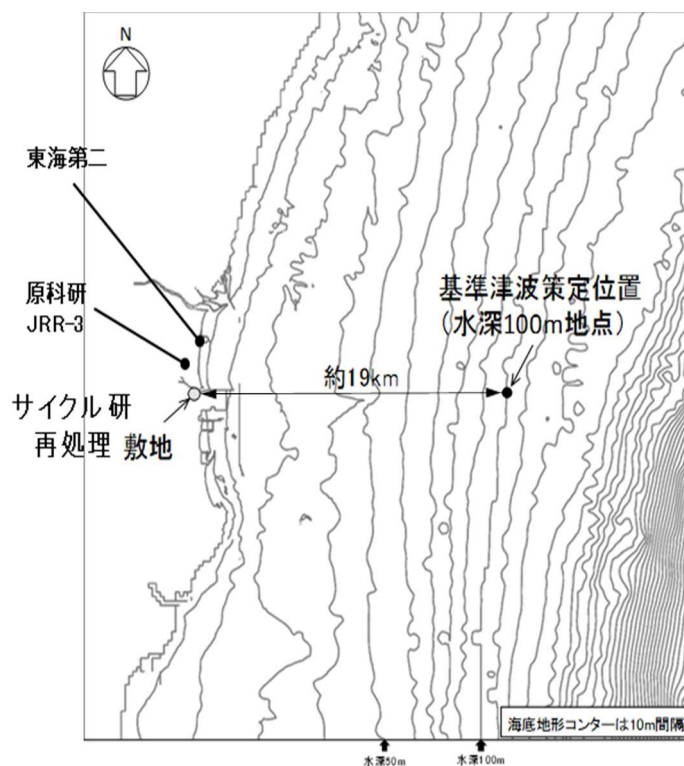 N
東海第二
原科研
JRR-3
基準津波策定位置
(水深100m地点)
約19km
サイクル研
再処理 敷地
海底地形コンターは10m間隔
水深50m
水深100m